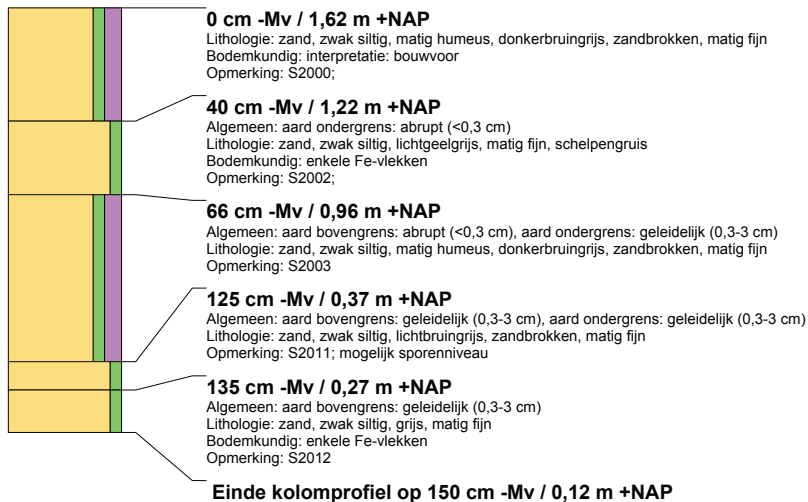 0 cm -Mv / 1,62 m +NAP
Lithologie: zand, zwak siltig, matig humeus, donkerbruingrijs, zandbrokken, matig fijn
Bodemkundig: interpretatie: bouwvoor
Opmerking: S2000;
40 cm -Mv / 1,22 m +NAP
Algemeen: aard ondergrens: abrupt (<0,3 cm)
Lithologie: zand, zwak siltig, lichtgeelgrijs, matig fijn, schelpengruis
Bodemkundig: enkele Fe-vlekken
Opmerking: S2002;
66 cm -Mv / 0,96 m +NAP
Algemeen: aard bovengrens: abrupt (<0,3 cm), aard ondergrens: geleidelijk (0,3-3 cm)
Lithologie: zand, zwak siltig, matig humeus, donkerbruingrijs, zandbrokken, matig fijn
Opmerking: S2003
125 cm -Mv / 0,37 m +NAP
Algemeen: aard bovengrens: geleidelijk (0,3-3 cm), aard ondergrens: geleidelijk (0,3-3 cm)
Lithologie: zand, zwak siltig, lichtbruingrijs, zandbrokken, matig fijn
Opmerking: S2011; mogelijk sporenniveau
135 cm -Mv / 0,27 m +NAP
Algemeen: aard bovengrens: geleidelijk (0,3-3 cm)
Lithologie: zand, zwak siltig, grijs, matig fijn
Bodemkundig: enkele Fe-vlekken
Opmerking: S2012
Einde kolomprofiel op 150 cm -Mv / 0,12 m +NAP